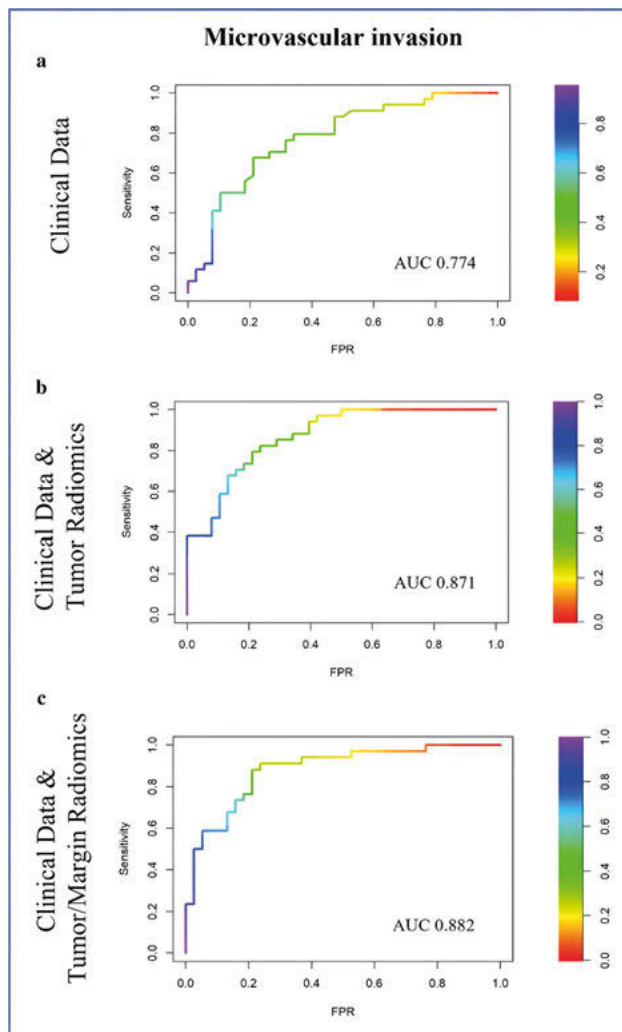 Microvascular invasion
a
Clinical Data
Sensitivity
1.0
0.8
0.6
0.4
0.2
0.0
AUC 0.774
0.0 0.2 0.4 0.6 0.8 1.0
FPR
0.8
0.6
0.4
0.2
b
Clinical Data &
Tumor Radiomics
Sensitivity
1.0
0.8
0.6
0.4
0.2
0.0
AUC 0.871
0.0 0.2 0.4 0.6 0.8 1.0
FPR
1.0
0.8
0.6
0.4
0.2
0.0
c
Clinical Data &
Tumor/Margin Radiomics
Sensitivity
1.0
0.8
0.6
0.4
0.2
0.0
AUC 0.882
0.0 0.2 0.4 0.6 0.8 1.0
FPR
1.0
0.8
0.6
0.4
0.2
0.0